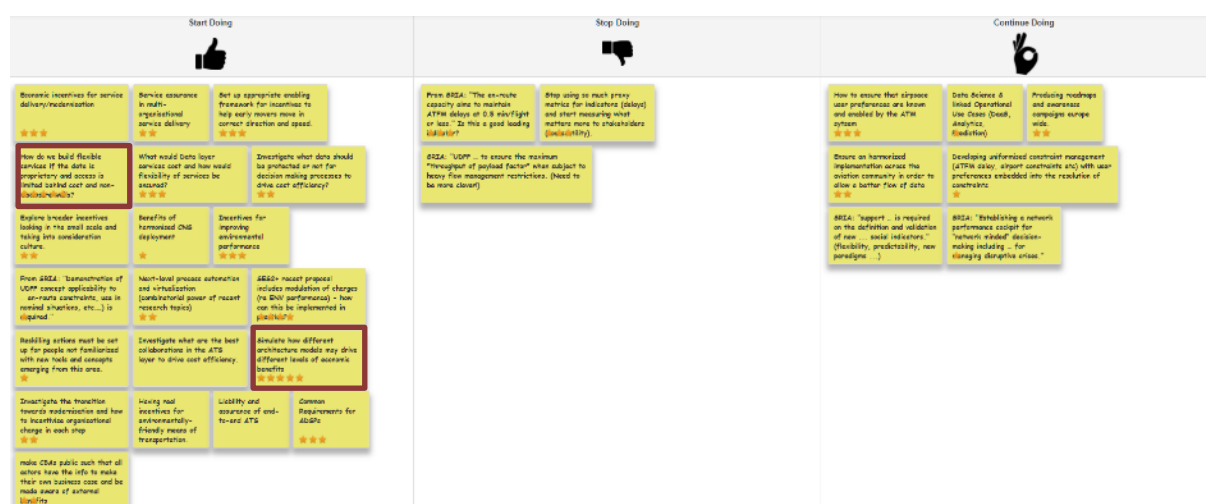 Start Doing
Stop Doing
Continue Doing
Economic incentives for service
delivery/modernisation
Service assurance
in multi-
organisational
service delivery
Set up appropriate enabling
framework for incentives to
help early movers move in
correct direction and speed.
How do we build flexible
services if the data is
proprietary and access is
limited behind cost and non-
What would Data layer
services cost and how would
flexibility of services be
ensured?
Investigate what data should
be protected or not for
decision making processes to
drive cost efficiency?
Explore broader incentives
looking in the small scale and
taking into consideration
culture.
Benefits of
harmonized CNS
deployment
Incentives for
improving
environmental
performance
From SRIA: "Demonstration of
UDPP concept applicability to
en-route constraints, use in
nominal situations, etc...) is
required."
Next-level process automation
and virtualization
(combinatorial power of recent
research topics)
SES2+ recast proposal
includes modulation of charges
(re ENV performance) - how
can this be implemented in
practice?
Reskilling actions must be set
up for people not familiarized
with new tools and concepts
emerging from this area.
Investigate what are the best
collaborations in the ATS
layer to drive cost efficiency.
Simulate how different
architecture models may drive
different levels of economic
benefits
Investigate the transition
towards modernisation and how
to incentivise organisational
change in each step
Having real
incentives for
environmentally-
friendly means of
transportation.
Liability and
assurance of end-
to-end ATS
Common
Requirements for
ADSPs
make CBAs public such that all
actors have the info to make
their own business case and be
made aware of external
benefits
From SRIA: "The en-route
capacity aims to maintain
ATFM delays at 0.5 min/flight
or less." Is this a good leading
indicator?
Stop using so much proxy
metrics for indicators (delays)
and start measuring what
matters more to stakeholders
SRIA: "UDPP ... to ensure the maximum
"throughput of payload factor" when subject to
heavy flow management restrictions. (Need to
be more clever!)
How to ensure that airspace
user preferences are known
and enabled by the ATM
system
Data Science &
linked Operational
Use Cases (DaaS,
Analytics,
Prediction)
Producing roadmaps
and awareness
campaigns europe
wide.
Ensure an harmonized
implementation across the
aviation community in order to
allow a better flow of data
Developing uniformised constraint management
(ATFM delay, airport constraints etc) with user
preferences embedded into the resolution of
constraints
SRIA: "support ... is required
on the definition and validation
of new .... social indicators."
(flexibility, predictability, new
paradigms ...)
SRIA: "Establishing a network
performance cockpit for
"network minded" decision-
making including ... for
managing disruptive crises."